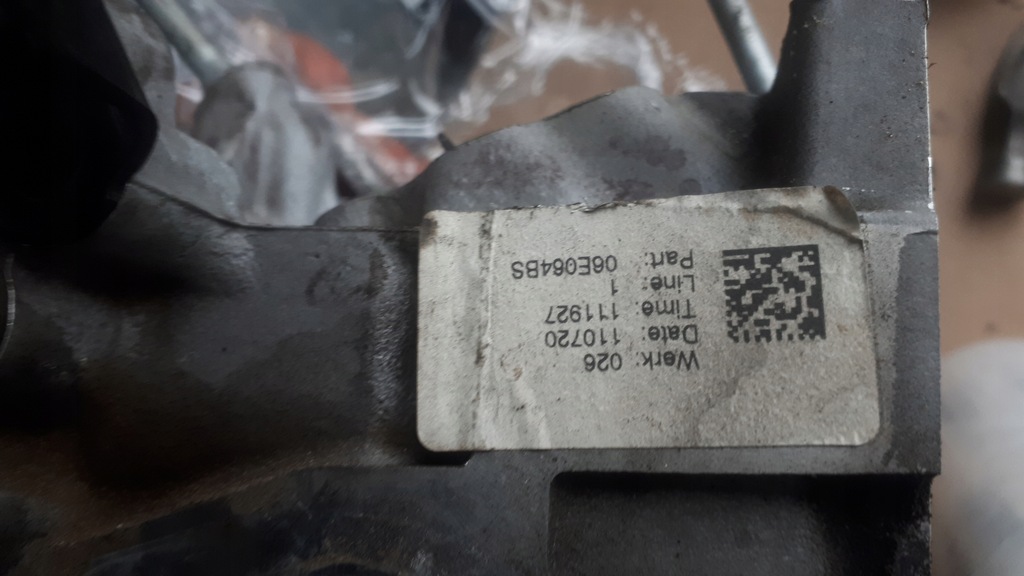 Werk: 026
Date: 110720
Time: 111927
Line: 1
Part: 06E064BS